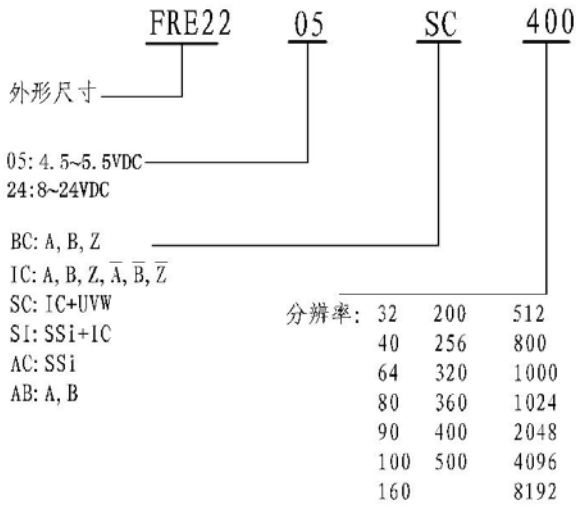 FRE22 05 SC 400
外形尺寸
05: 4.5~5.5VDC
24:8~24VDC
BC: A, B, Z
IC: A, B, Z, A̅, B̅, Z̅
SC: IC+UVW
SI: SSi+IC
AC: SSi
AB: A, B
分辨率: 32 200 512
40 256 800
64 320 1000
80 360 1024
90 400 2048
100 500 4096
160 8192